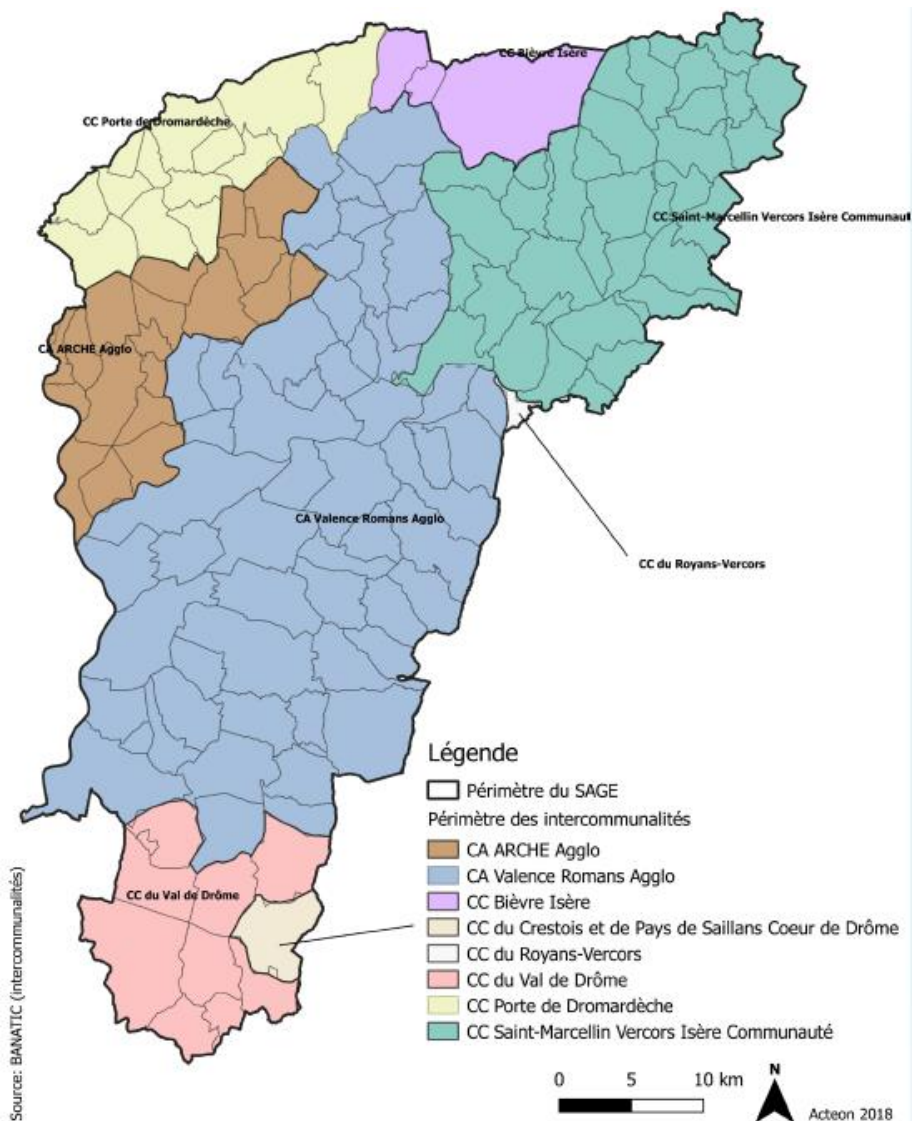 CC Bièvre Isère
CC Porte de Dromardèche
CC Saint-Marcellin Vercors Isère Communaut
CA ARCHE Agglo
CA Valence Romans Agglo
CC du Royans-Vercors
CC du Val de Drôme
Légende
Périmètre du SAGE
Périmètre des intercommunalités
CA ARCHE Agglo
CA Valence Romans Agglo
CC Bièvre Isère
CC du Crestois et de Pays de Saillans Coeur de Drôme
CC du Royans-Vercors
CC du Val de Drôme
CC Porte de Dromardèche
CC Saint-Marcellin Vercors Isère Communauté
0 5 10 km
N
Acteon 2018
Source: BANATIC (intercommunalités)